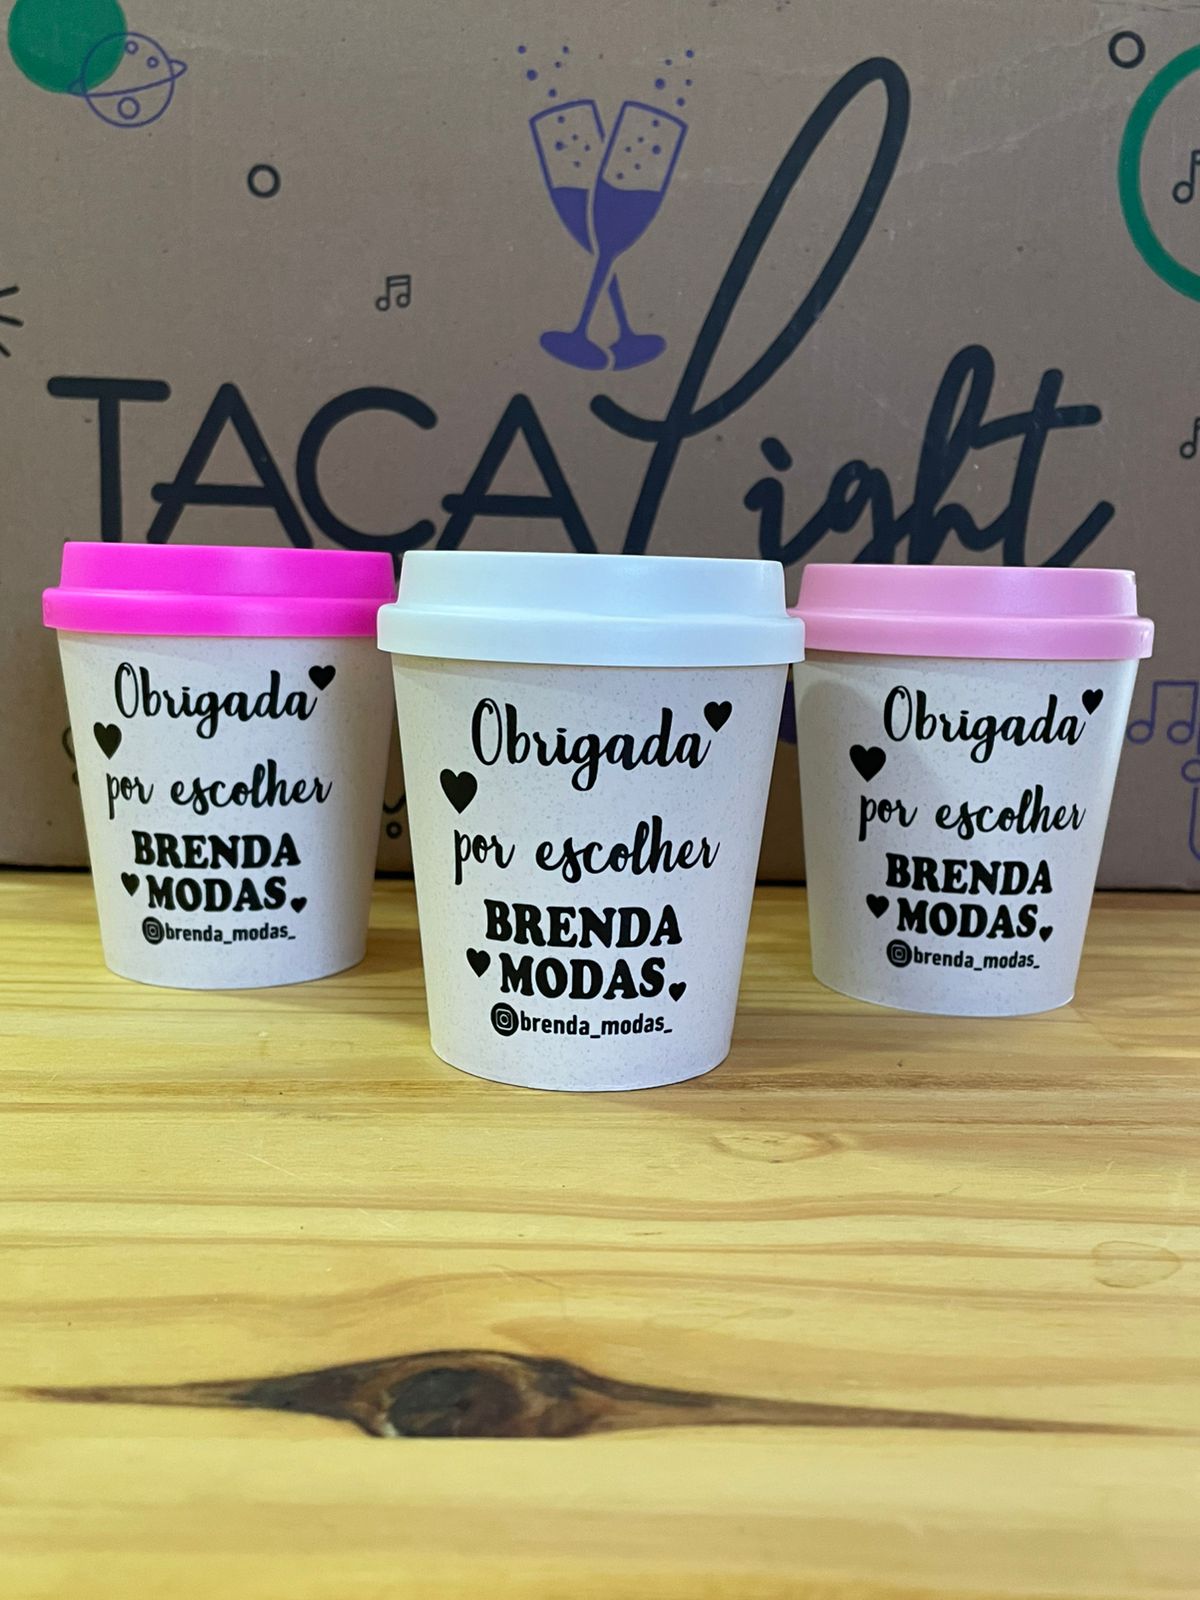 TACA Light
Obrigada
por escolher
BRENDA
MODAS
@brenda_modas_
Obrigada
por escolher
BRENDA
MODAS
@brenda_modas_
Obrigada
por escolher
BRENDA
MODAS
@brenda_modas_